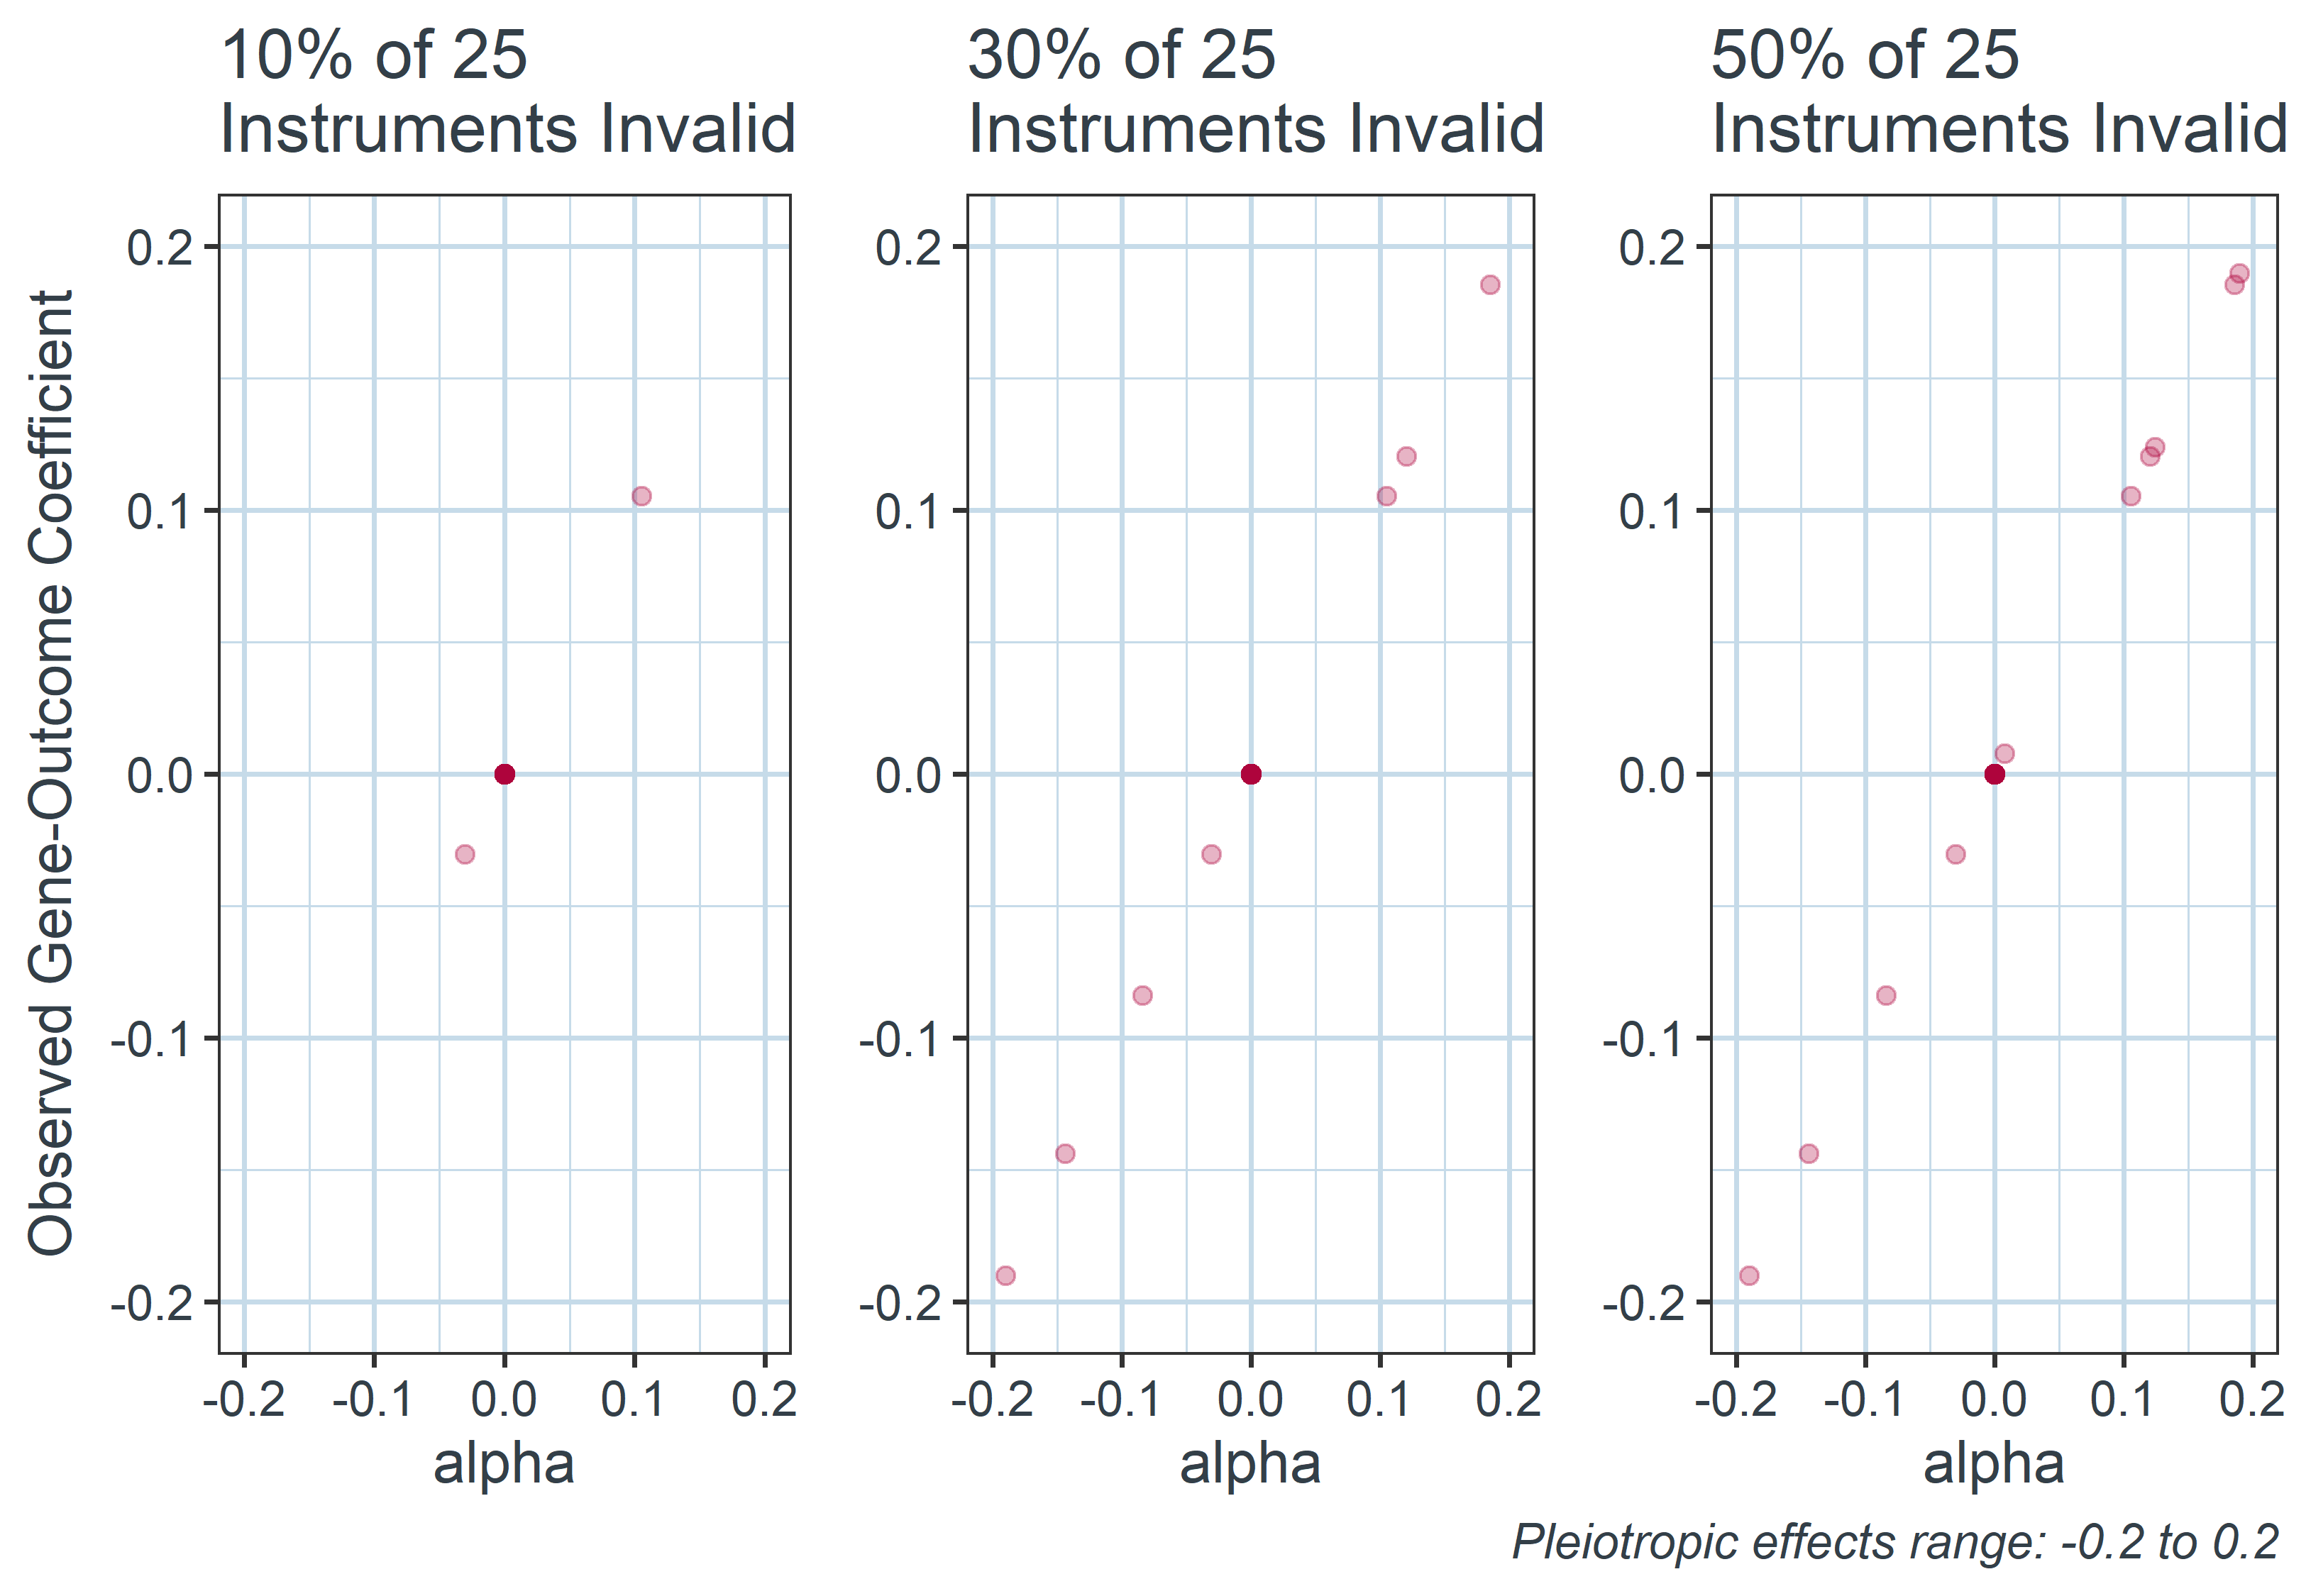 10% of 25
Instruments Invalid
30% of 25
Instruments Invalid
50% of 25
Instruments Invalid
Observed Gene-Outcome Coefficient
0.2
0.1
0.0
-0.1
-0.2
-0.2 -0.1 0.0 0.1 0.2
alpha
0.2
0.1
0.0
-0.1
-0.2
-0.2 -0.1 0.0 0.1 0.2
alpha
0.2
0.1
0.0
-0.1
-0.2
-0.2 -0.1 0.0 0.1 0.2
alpha
Pleiotropic effects range: -0.2 to 0.2